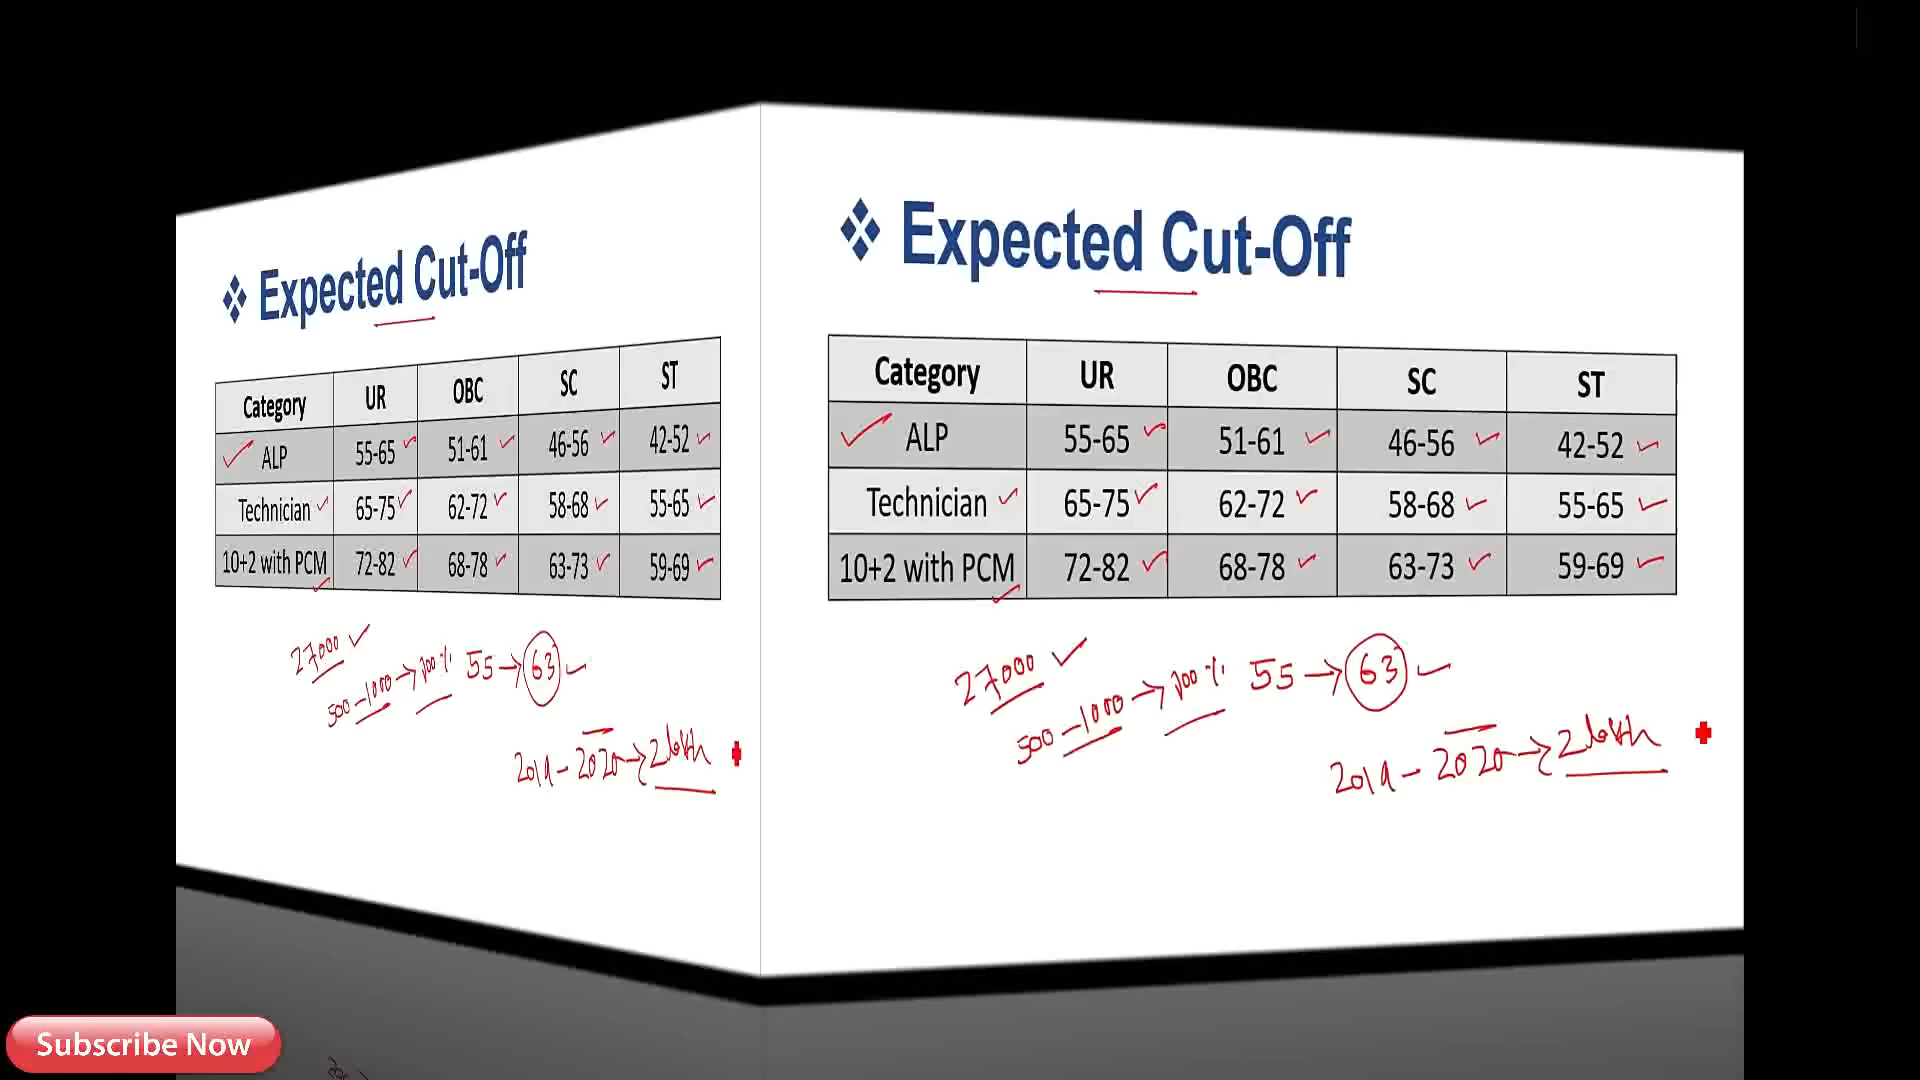 Expected Cut-Off
Category UR OBC SC ST
ALP 55-65 51-61 46-56 42-52
Technician 65-75 62-72 58-68 55-65
10+2 with PCM 72-82 68-78 63-73 59-69
27000
500-1000→100% 55→63
2019-2020→
Expected Cut-Off
Category UR OBC SC ST
ALP 55-65 51-61 46-56 42-52
Technician 65-75 62-72 58-68 55-65
10+2 with PCM 72-82 68-78 63-73 59-69
27000
500-1000→100% 55→63
2019-2020→
Subscribe Now